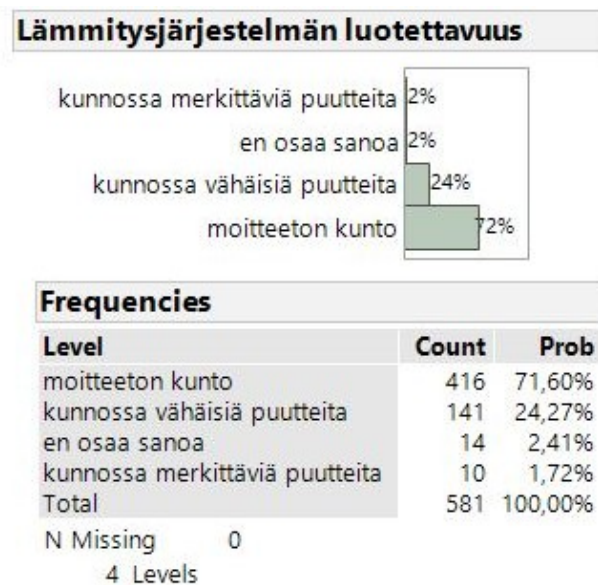 Lämmitysjärjestelmän luotettavuus
kunnossa merkittäviä puutteita 2%
en osaa sanoa 2%
kunnossa vähäisiä puutteita 24%
moitteeton kunto 72%
Frequencies
Level Count Prob
moitteeton kunto 416 71,60%
kunnossa vähäisiä puutteita 141 24,27%
en osaa sanoa 14 2,41%
kunnossa merkittäviä puutteita 10 1,72%
Total 581 100,00%
N Missing 0
4 Levels